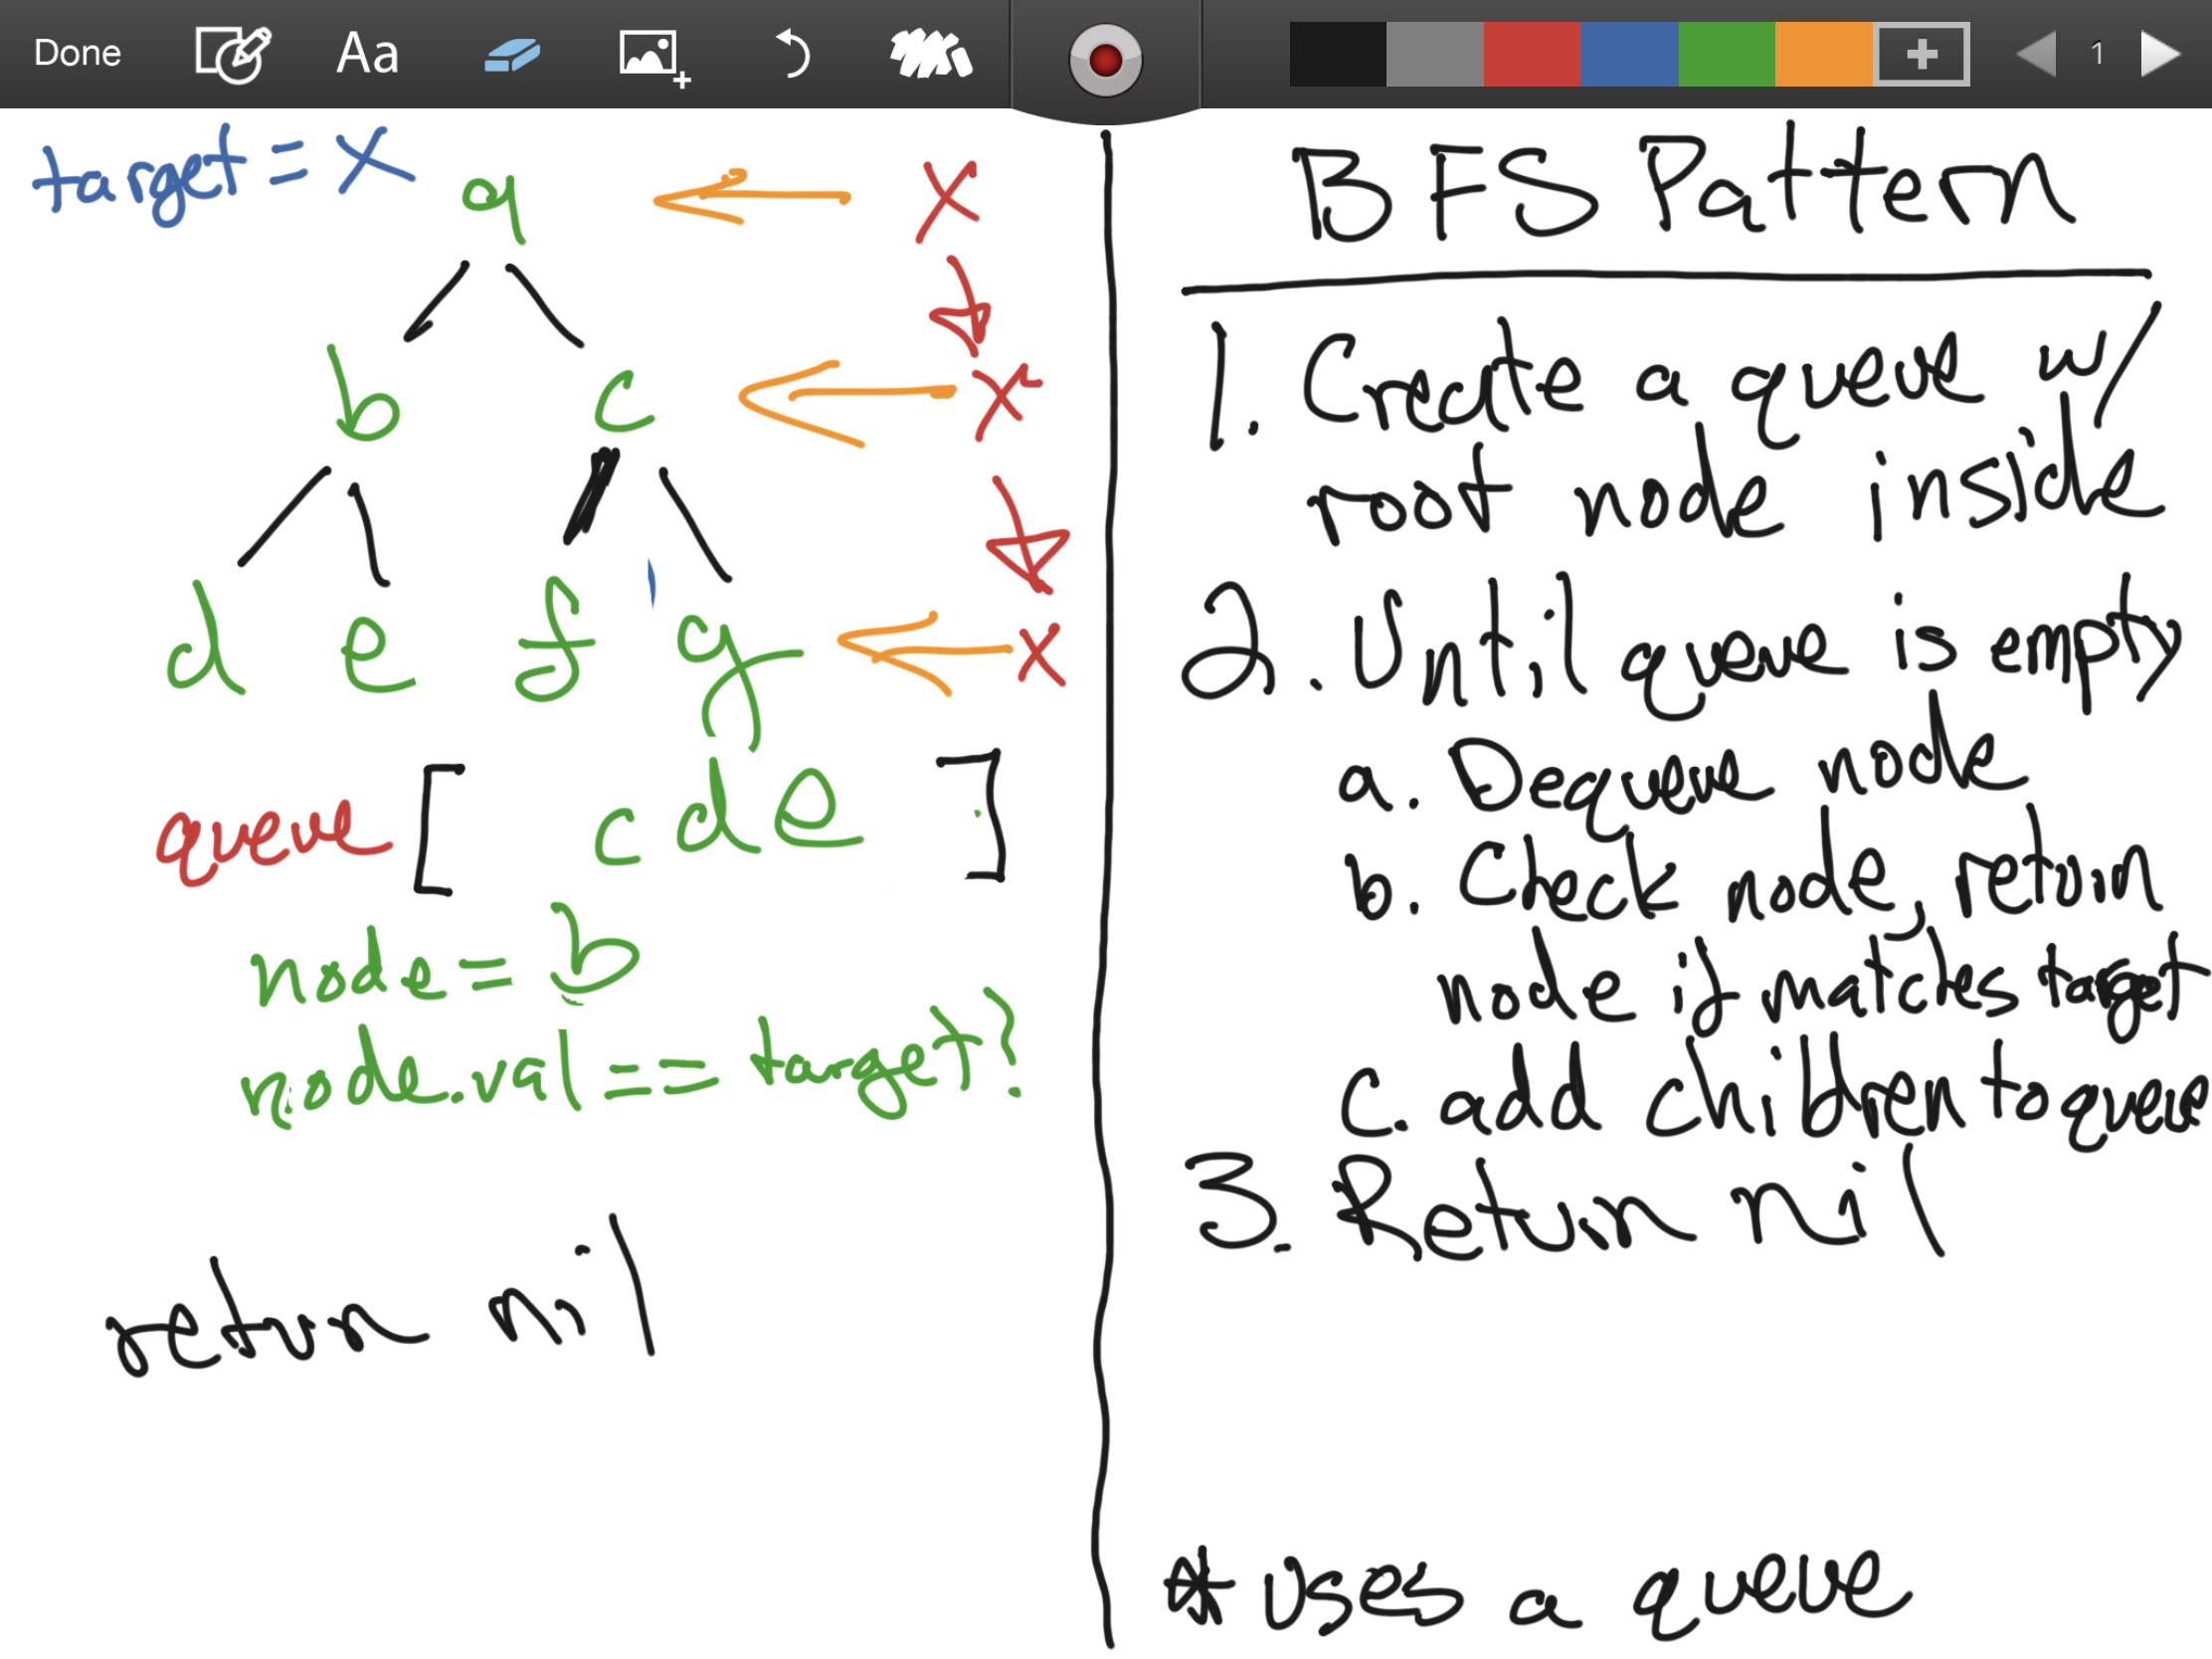 Done
Aa
1
target = x
a
x
b
c
x
d e f g
x
queue [ c d e ]
node = b
node.val == target?
return nil
BFS Pattern
1. Create a queue w/
root node inside
2. Until queue is empty
a. Dequeue node
b. Check node, return
node if matches target
c. add children to queue
3. Return nil
* uses a queue